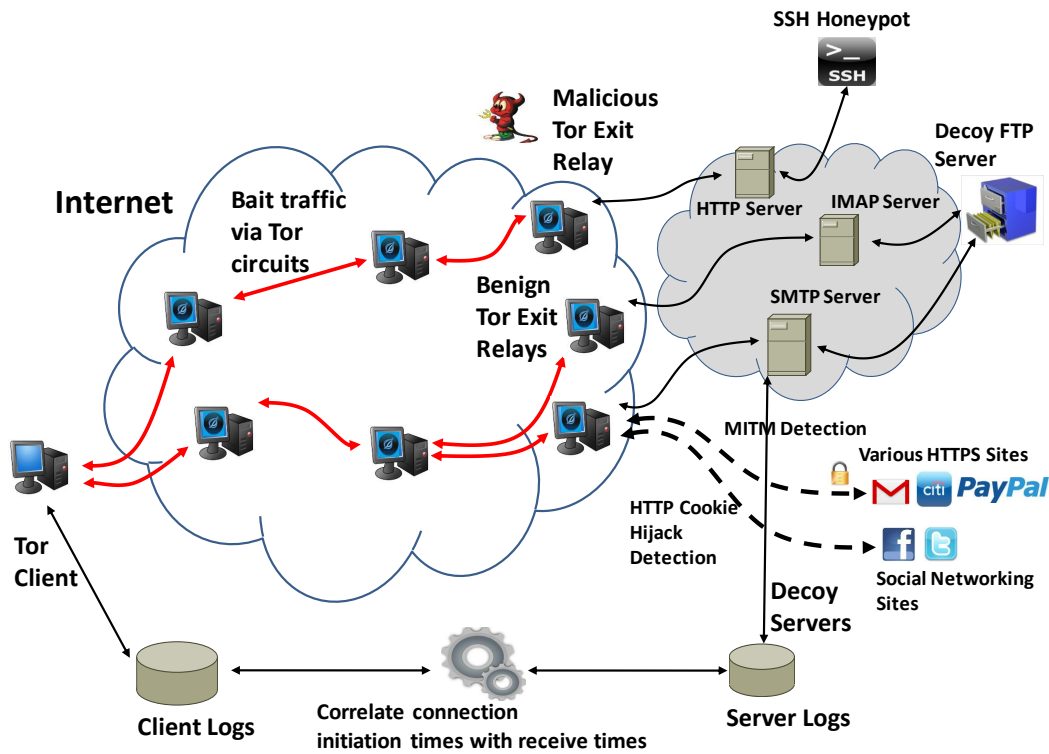 SSH Honeypot
>_
SSH
Malicious
Tor Exit
Relay
Decoy FTP
Server
Internet
Bait traffic
via Tor
circuits
HTTP Server
IMAP Server
Benign
Tor Exit
Relays
SMTP Server
MITM Detection
Various HTTPS Sites
citi
PayPal
HTTP Cookie
Hijack
Detection
f
t
Social Networking
Sites
Tor
Client
Decoy
Servers
Client Logs
Correlate connection
initiation times with receive times
Server Logs